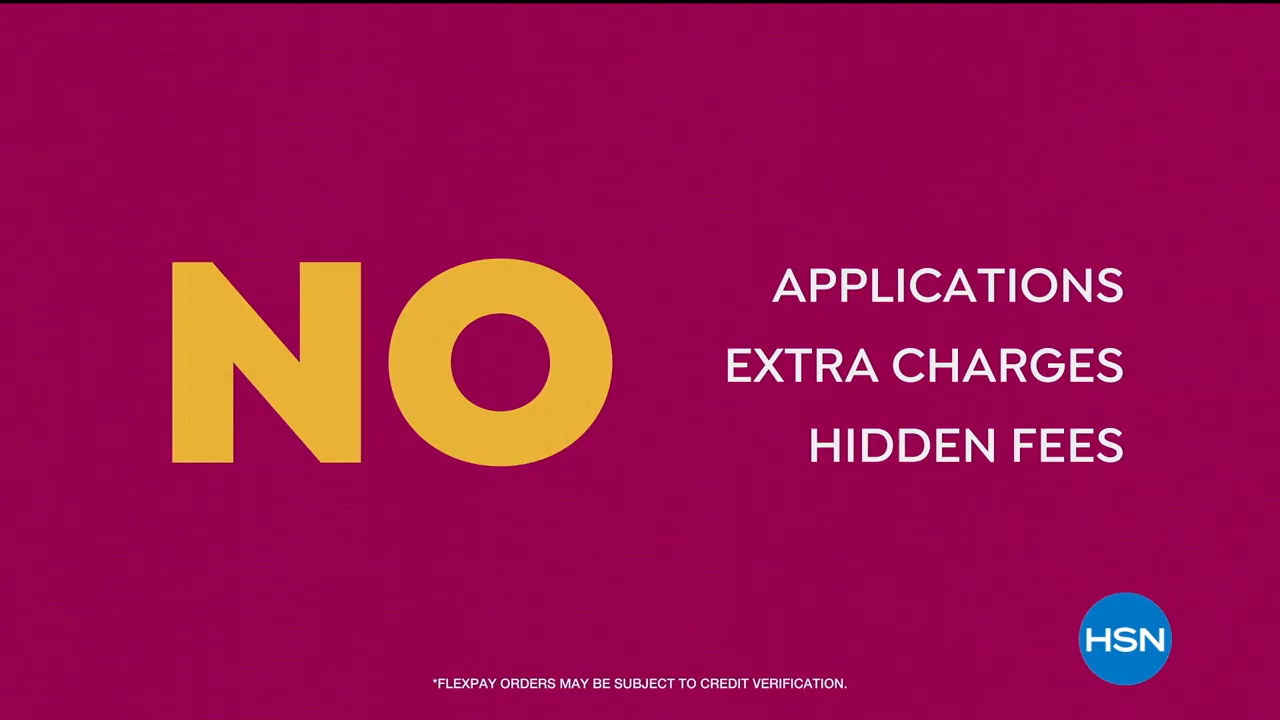 NO
APPLICATIONS
EXTRA CHARGES
HIDDEN FEES
HSN
*FLEXPAY ORDERS MAY BE SUBJECT TO CREDIT VERIFICATION.